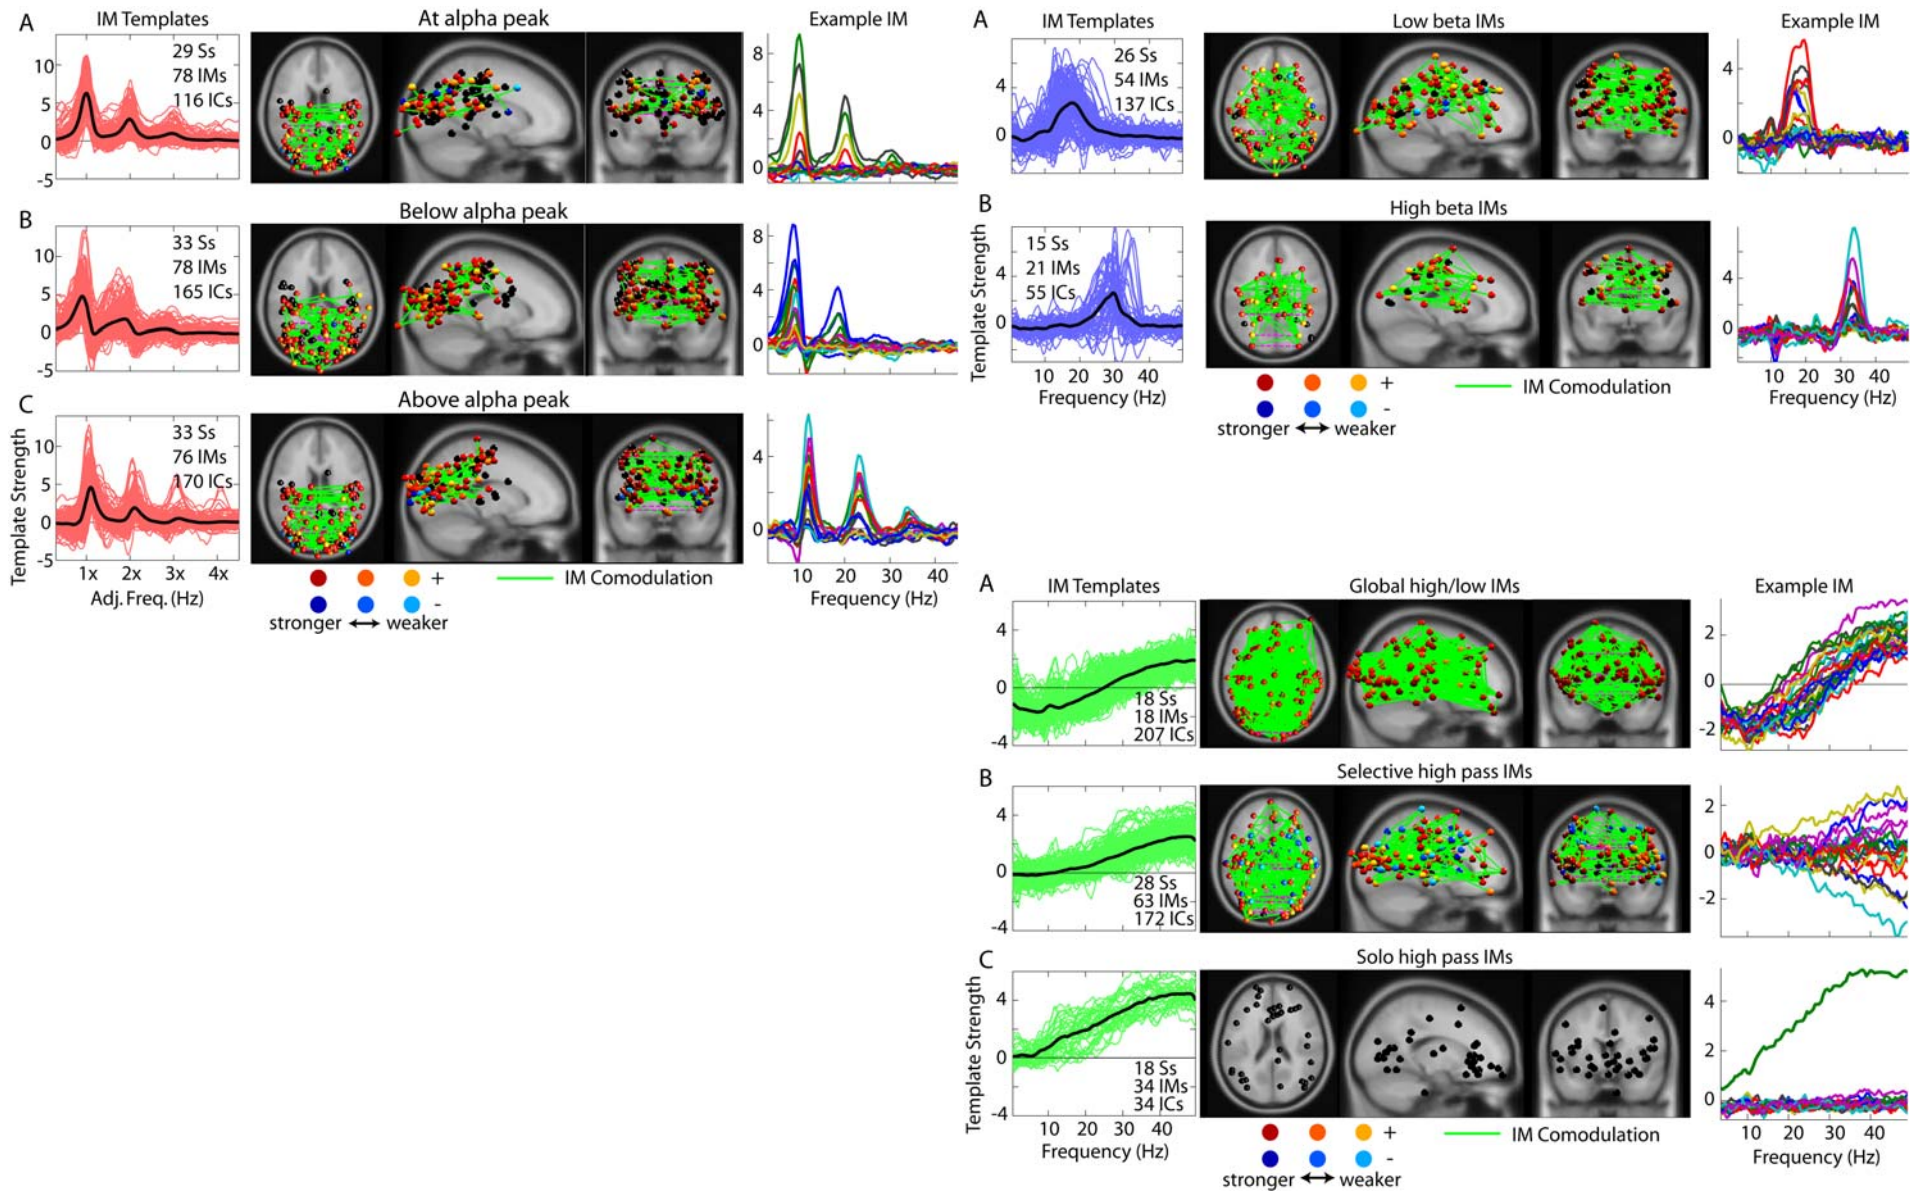 A
IM Templates
At alpha peak
Example IM
29 Ss
78 IMs
116 ICs
10
5
0
-5
8
4
0
B
Below alpha peak
33 Ss
78 IMs
165 ICs
10
5
0
-5
8
4
0
C
Above alpha peak
33 Ss
76 IMs
170 ICs
10
5
0
-5
4
0
Template Strength
1x 2x 3x 4x
Adj. Freq. (Hz)
10 20 30 40
Frequency (Hz)
+
-
stronger weaker
IM Comodulation
A
IM Templates
Low beta IMs
Example IM
26 Ss
54 IMs
137 ICs
4
0
4
0
B
High beta IMs
15 Ss
21 IMs
55 ICs
4
0
8
4
0
Template Strength
10 20 30 40
Frequency (Hz)
10 20 30 40
Frequency (Hz)
+
-
stronger weaker
IM Comodulation
A
IM Templates
Global high/low IMs
Example IM
4
0
-4
18 Ss
18 IMs
207 ICs
2
0
-2
B
Selective high pass IMs
4
0
-4
28 Ss
63 IMs
172 ICs
2
0
-2
C
Solo high pass IMs
4
0
-4
18 Ss
34 IMs
34 ICs
4
2
0
Template Strength
10 20 30 40
Frequency (Hz)
10 20 30 40
Frequency (Hz)
+
-
stronger weaker
IM Comodulation